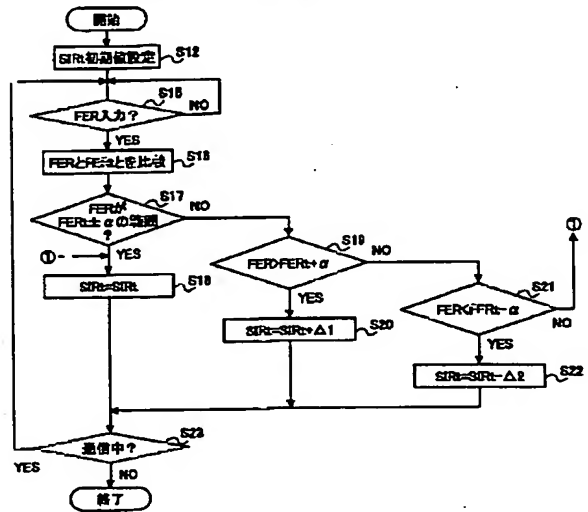 開始
SIRt初期値設定
S12
S15
FER入力?
NO
YES
FERとFERtとを比較
S16
S17
FERが
FERt±αの範囲
?
NO
YES
①
SIRt=SIRt
S18
S19
FER>FERt+α
NO
YES
SIRt=SIRt+△1
S20
①
S21
FER<FERt-α
NO
YES
SIRt=SIRt-△2
S22
S23
通信中?
YES
NO
終了